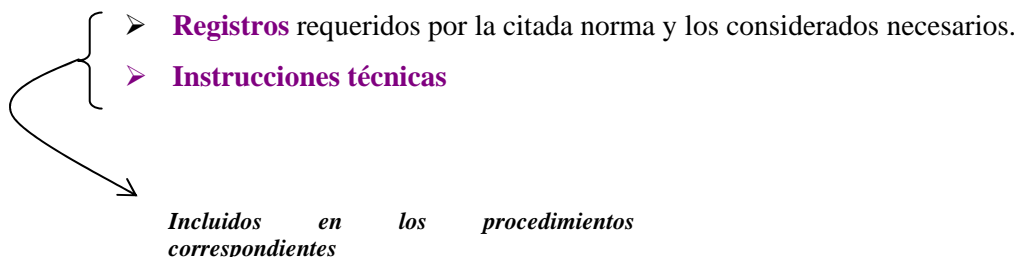 ➢ Registros requeridos por la citada norma y los considerados necesarios.
➢ Instrucciones técnicas
Incluidos en los procedimientos
correspondientes